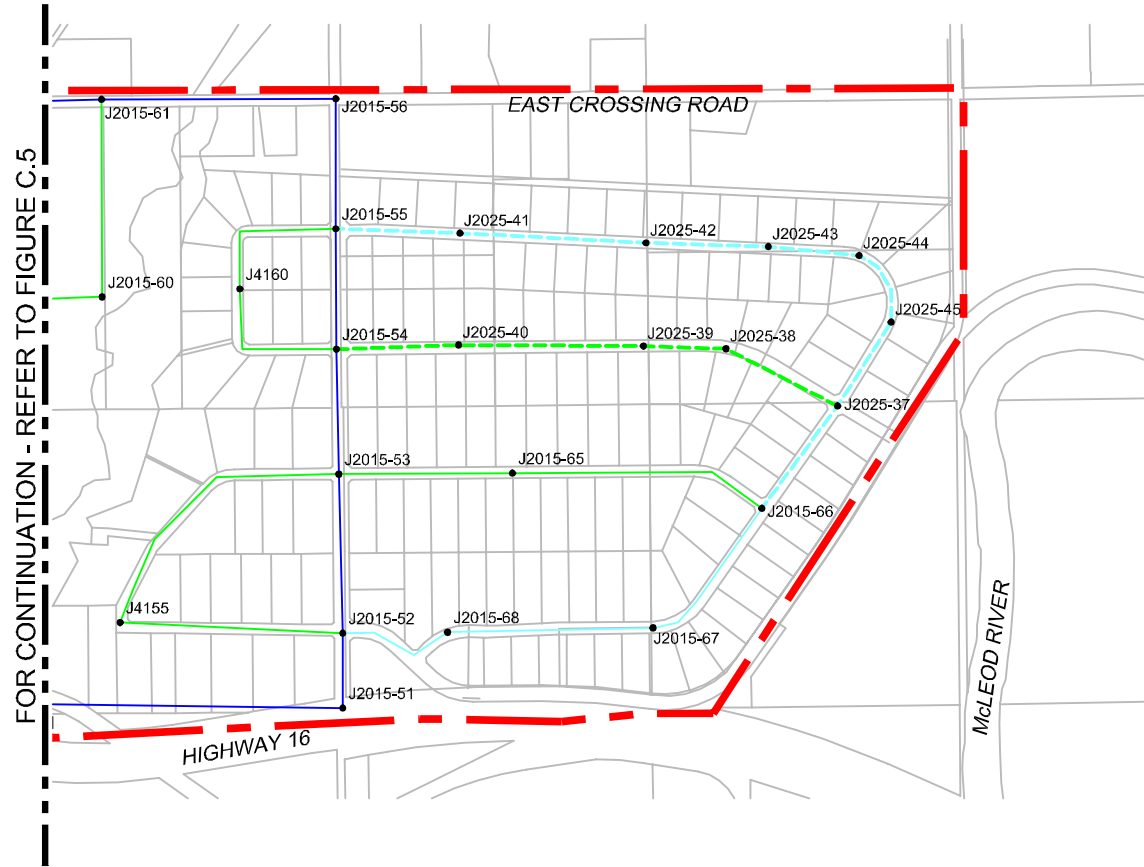 EAST CROSSING ROAD
J2015-61
J2015-56
J2015-55
J2025-41
J2025-42
J2025-43
J2025-44
J4160
J2015-60
J2025-45
J2015-54
J2025-40
J2025-39
J2025-38
J2025-37
J2015-53
J2015-65
J2015-66
J4155
J2015-52
J2015-68
J2015-67
J2015-51
HIGHWAY 16
McLEOD RIVER
FOR CONTINUATION - REFER TO FIGURE C.5